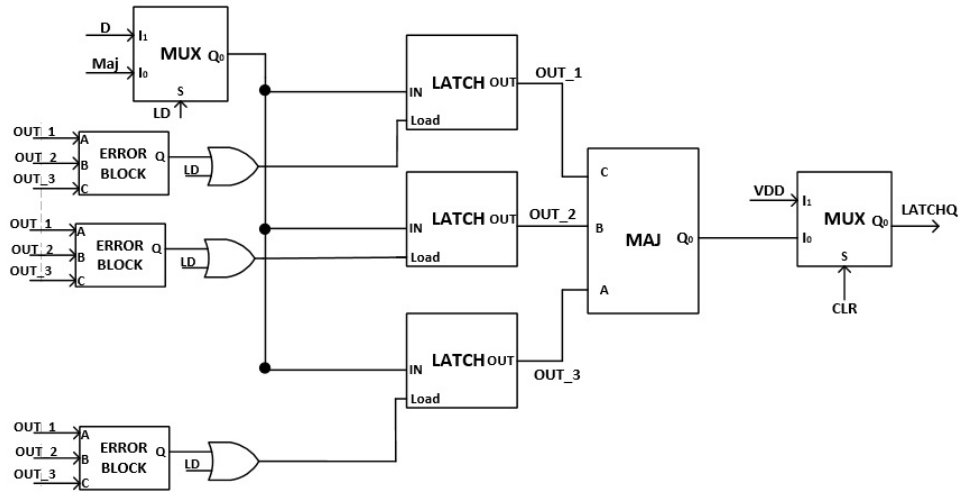 D
I1
MUX
Q0
Maj
I0
S
LD
OUT_1
A
ERROR
BLOCK
Q
OUT_2
B
LD
OUT_3
C
OUT_1
A
ERROR
BLOCK
Q
OUT_2
B
LD
OUT_3
C
OUT_1
A
ERROR
BLOCK
Q
OUT_2
B
LD
OUT_3
C
LATCH
OUT
IN
Load
OUT_1
LATCH
OUT
IN
Load
OUT_2
LATCH
OUT
IN
Load
OUT_3
C
B
MAJ
Q0
A
VDD
I1
MUX
Q0
LATCHQ
I0
S
CLR